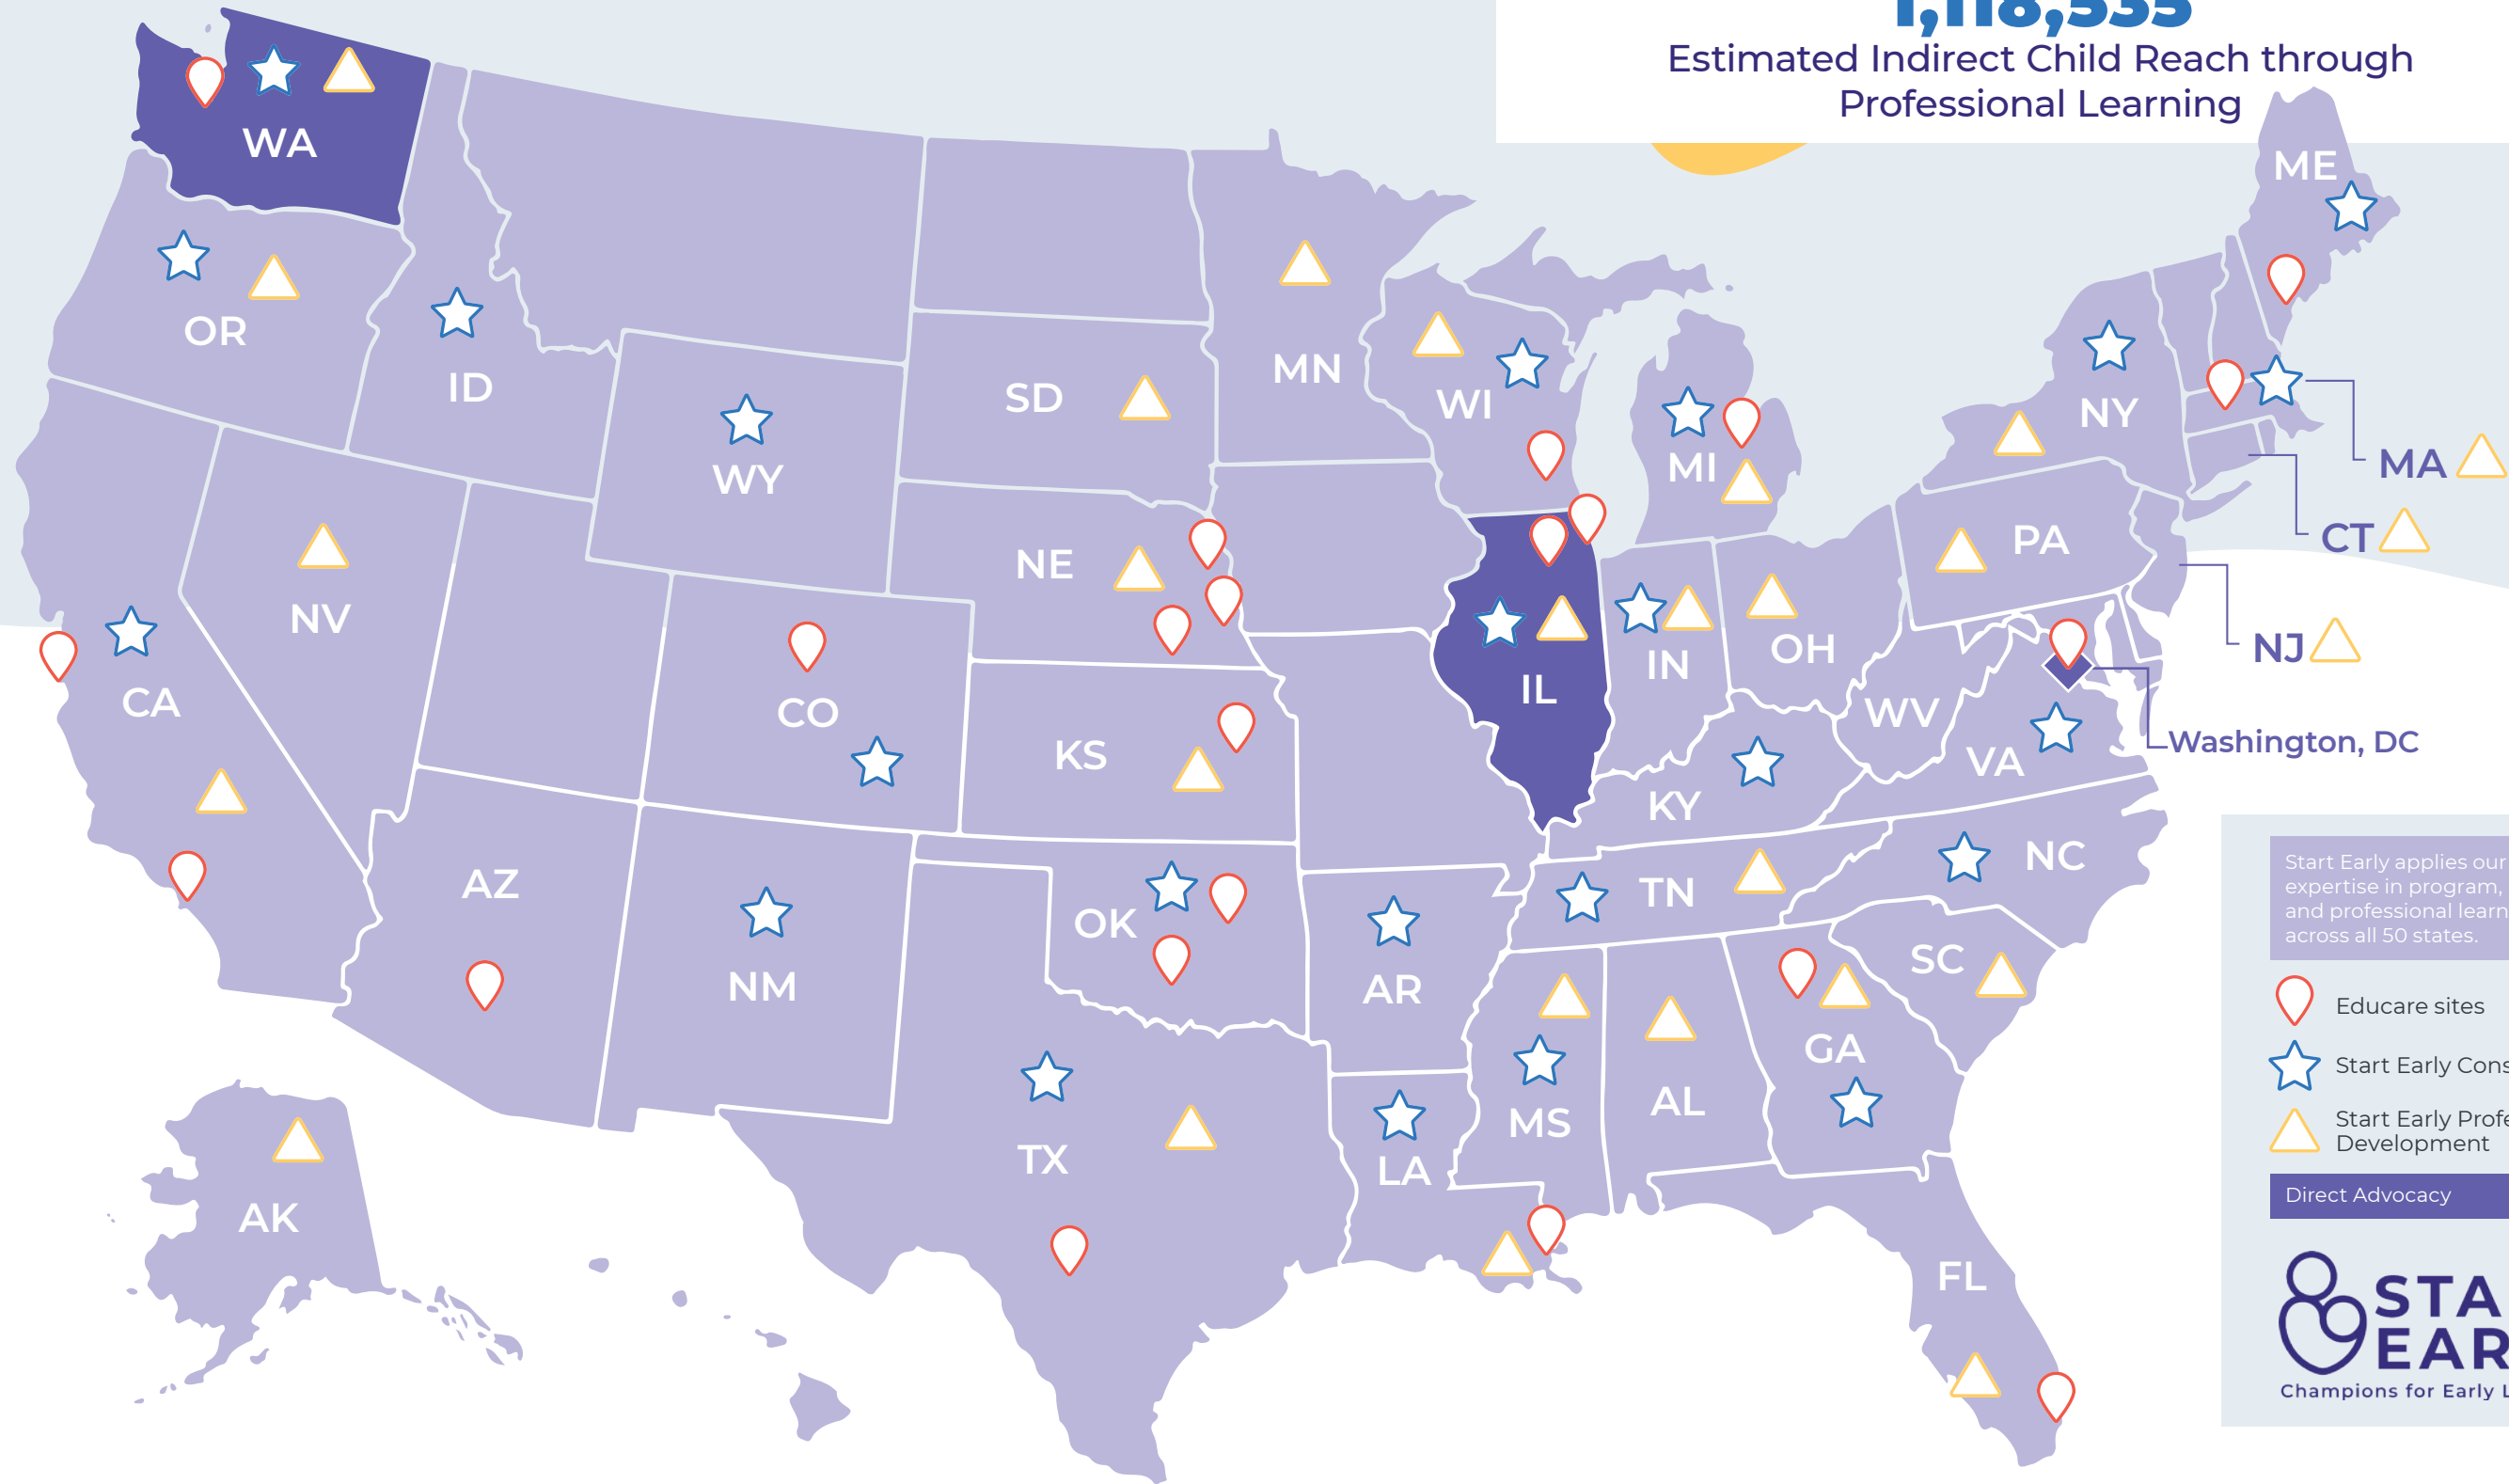 Estimated Indirect Child Reach through
Professional Learning
WA
ME
OR
ID
MN
SD
WI
NY
WY
MI
MA
PA
CT
NE
NV
OH
NJ
IN
IL
CA
CO
WV
Washington, DC
KS
VA
KY
NC
AZ
TN
OK
SC
NM
AR
GA
AL
MS
TX
LA
AK
FL
Start Early applies our
expertise in program,
and professional learn
across all 50 states.
Educare sites
Start Early Cons
Start Early Profe
Development
Direct Advocacy
STA
EAR
Champions for Early L